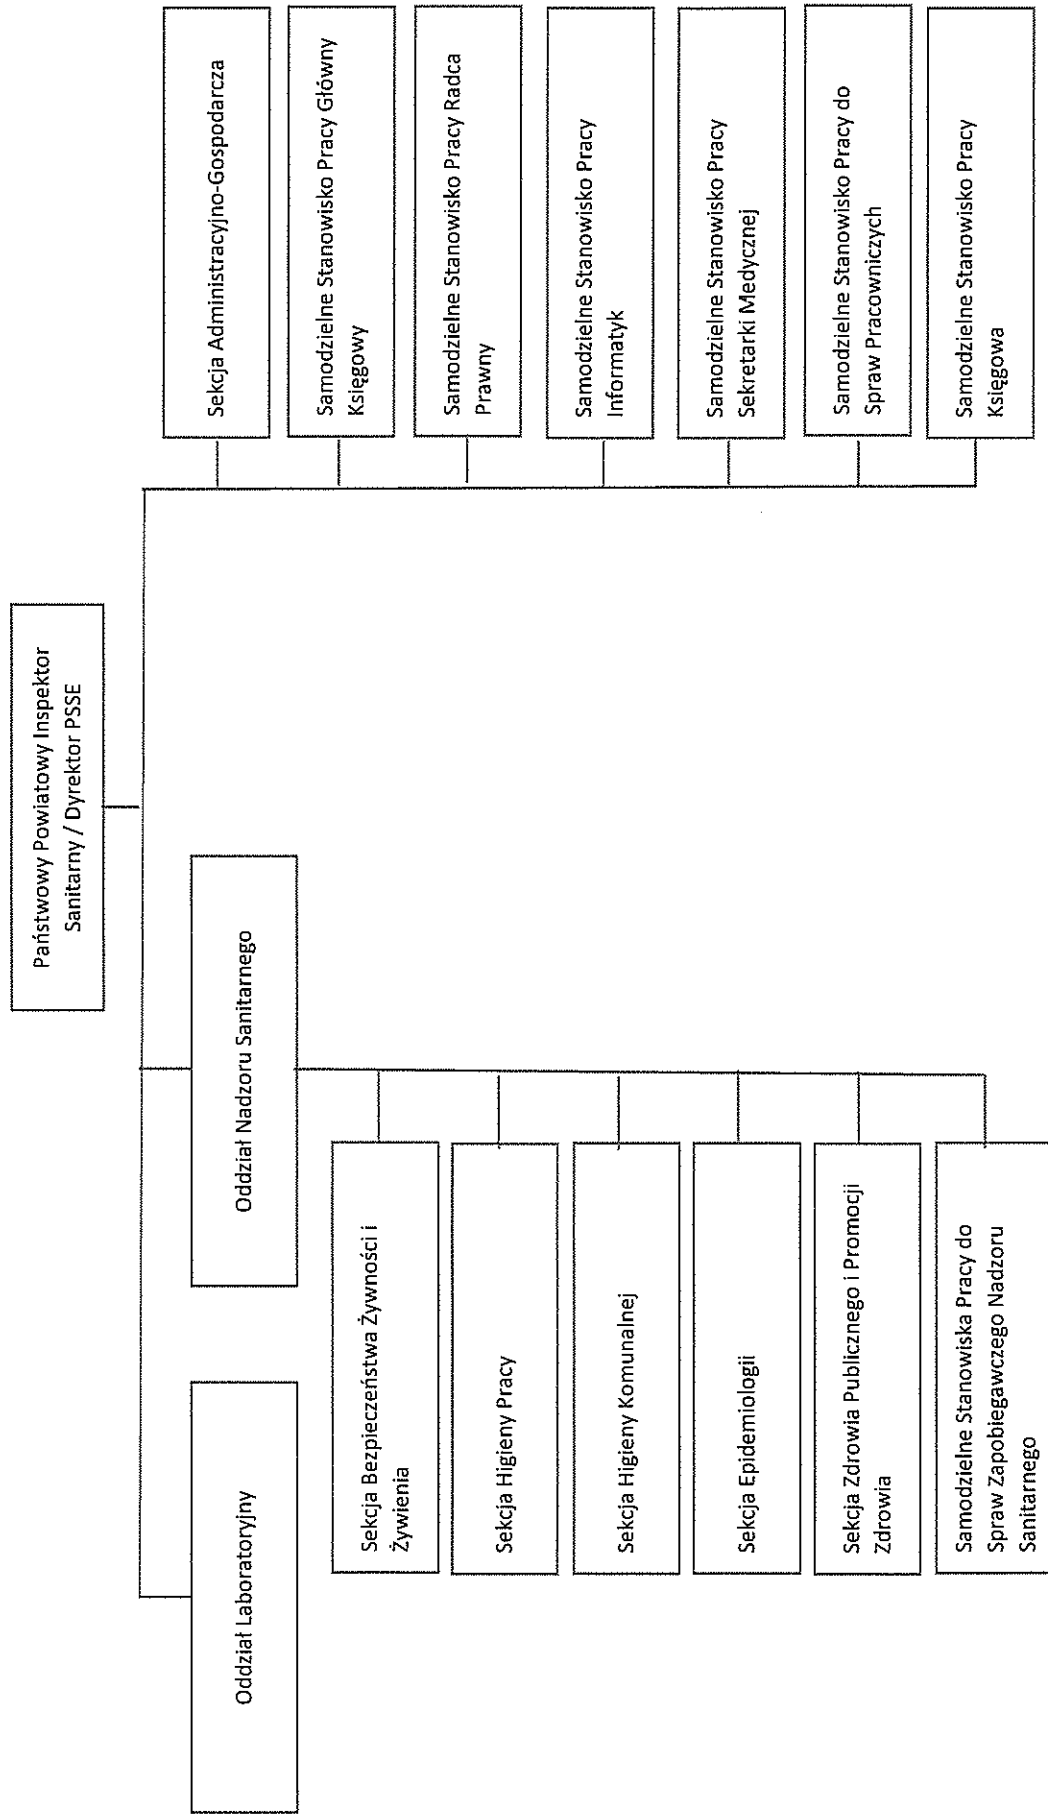 Państwowy Powiatowy Inspektor
Sanitarny / Dyrektor PSSE
Oddział Laboratoryjny
Oddział Nadzoru Sanitarnego
Sekcja Bezpieczeństwa Żywności i
Żywienia
Sekcja Higieny Pracy
Sekcja Higieny Komunalnej
Sekcja Epidemiologii
Sekcja Zdrowia Publicznego i Promocji
Zdrowia
Samodzielne Stanowiska Pracy do
Spraw Zapobiegawczego Nadzoru
Sanitarnego
Sekcja Administracyjno-Gospodarcza
Samodzielne Stanowisko Pracy Główny
Księgowy
Samodzielne Stanowisko Pracy Radca
Prawny
Samodzielne Stanowisko Pracy
Informatyk
Samodzielne Stanowisko Pracy
Sekretarki Medycznej
Samodzielne Stanowisko Pracy do
Spraw Pracowniczych
Samodzielne Stanowisko Pracy
Księgowa